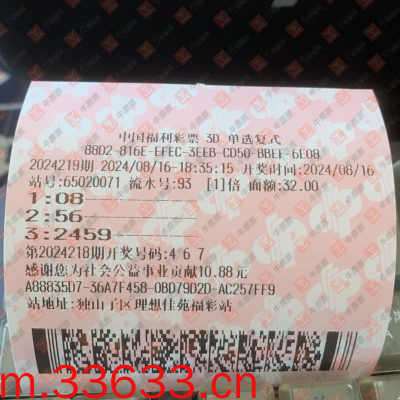 中国福利彩票 3D 单选复式
88D2-816E-EFEC-3EEB-CD50-BBEF-6E08
2024219期 2024/08/16-18:35:15 开奖时间:2024/08/16
站号:65020071 流水号:93 [1]倍 面额:32.00
1:08
2:56
3:2459
第2024218期开奖号码:4 6 7
感谢您为社会公益事业贡献10.88元
A88835D7-36A7F458-0BD79D2D-AC257FF9
站地址:独山子区理想佳苑福彩站
m.33633.cn